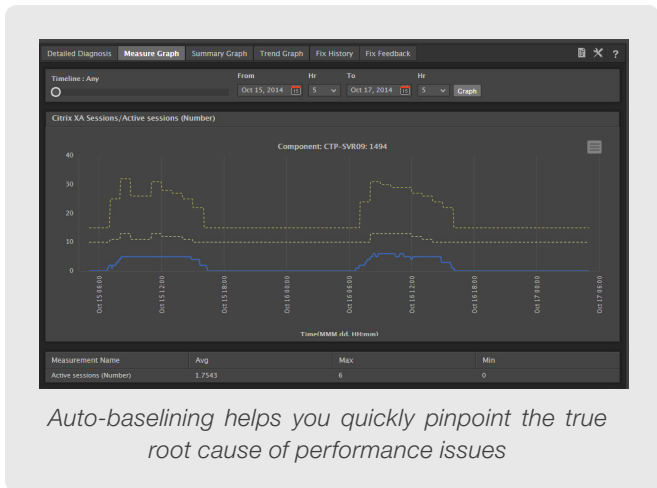 Detailed Diagnosis Measure Graph Summary Graph Trend Graph Fix History Fix Feedback ?
Timeline : Any From Hr To Hr
Oct 15, 2014 15 5 Oct 17, 2014 15 5 Graph
Citrix XA Sessions/Active sessions (Number)
Component: CTP-SVR09: 1494
40
30
20
10
0
Oct 15 06:00
Oct 15 12:00
Oct 15 18:00
Oct 16 00:00
Oct 16 06:00
Oct 16 12:00
Oct 16 18:00
Oct 17 00:00
Oct 17 06:00
Time(MMM dd, HH:mm)
Measurement Name Avg Max Min
Active sessions (Number) 1.7543 6 0
Auto-baselining helps you quickly pinpoint the true
root cause of performance issues